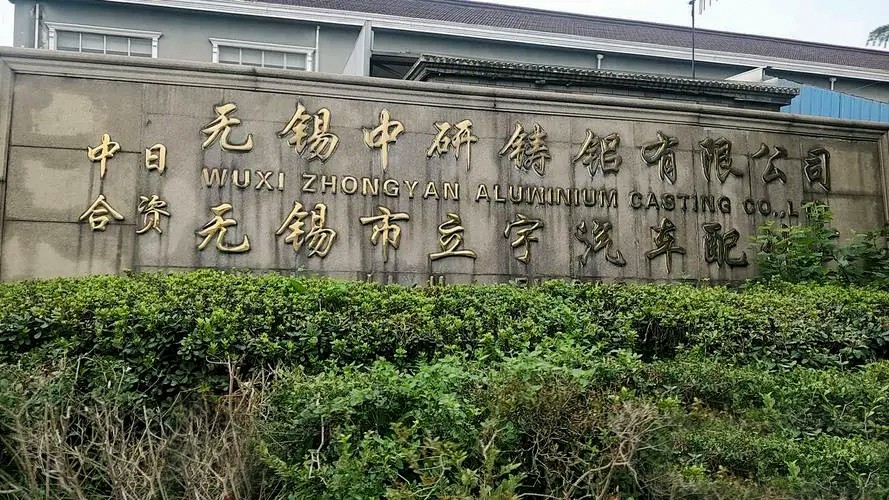 中日
合资
无锡中研铸铝有限公司
WUXI ZHONGYAN ALUMINIUM CASTING CO.,L
无锡市立宇汽车配